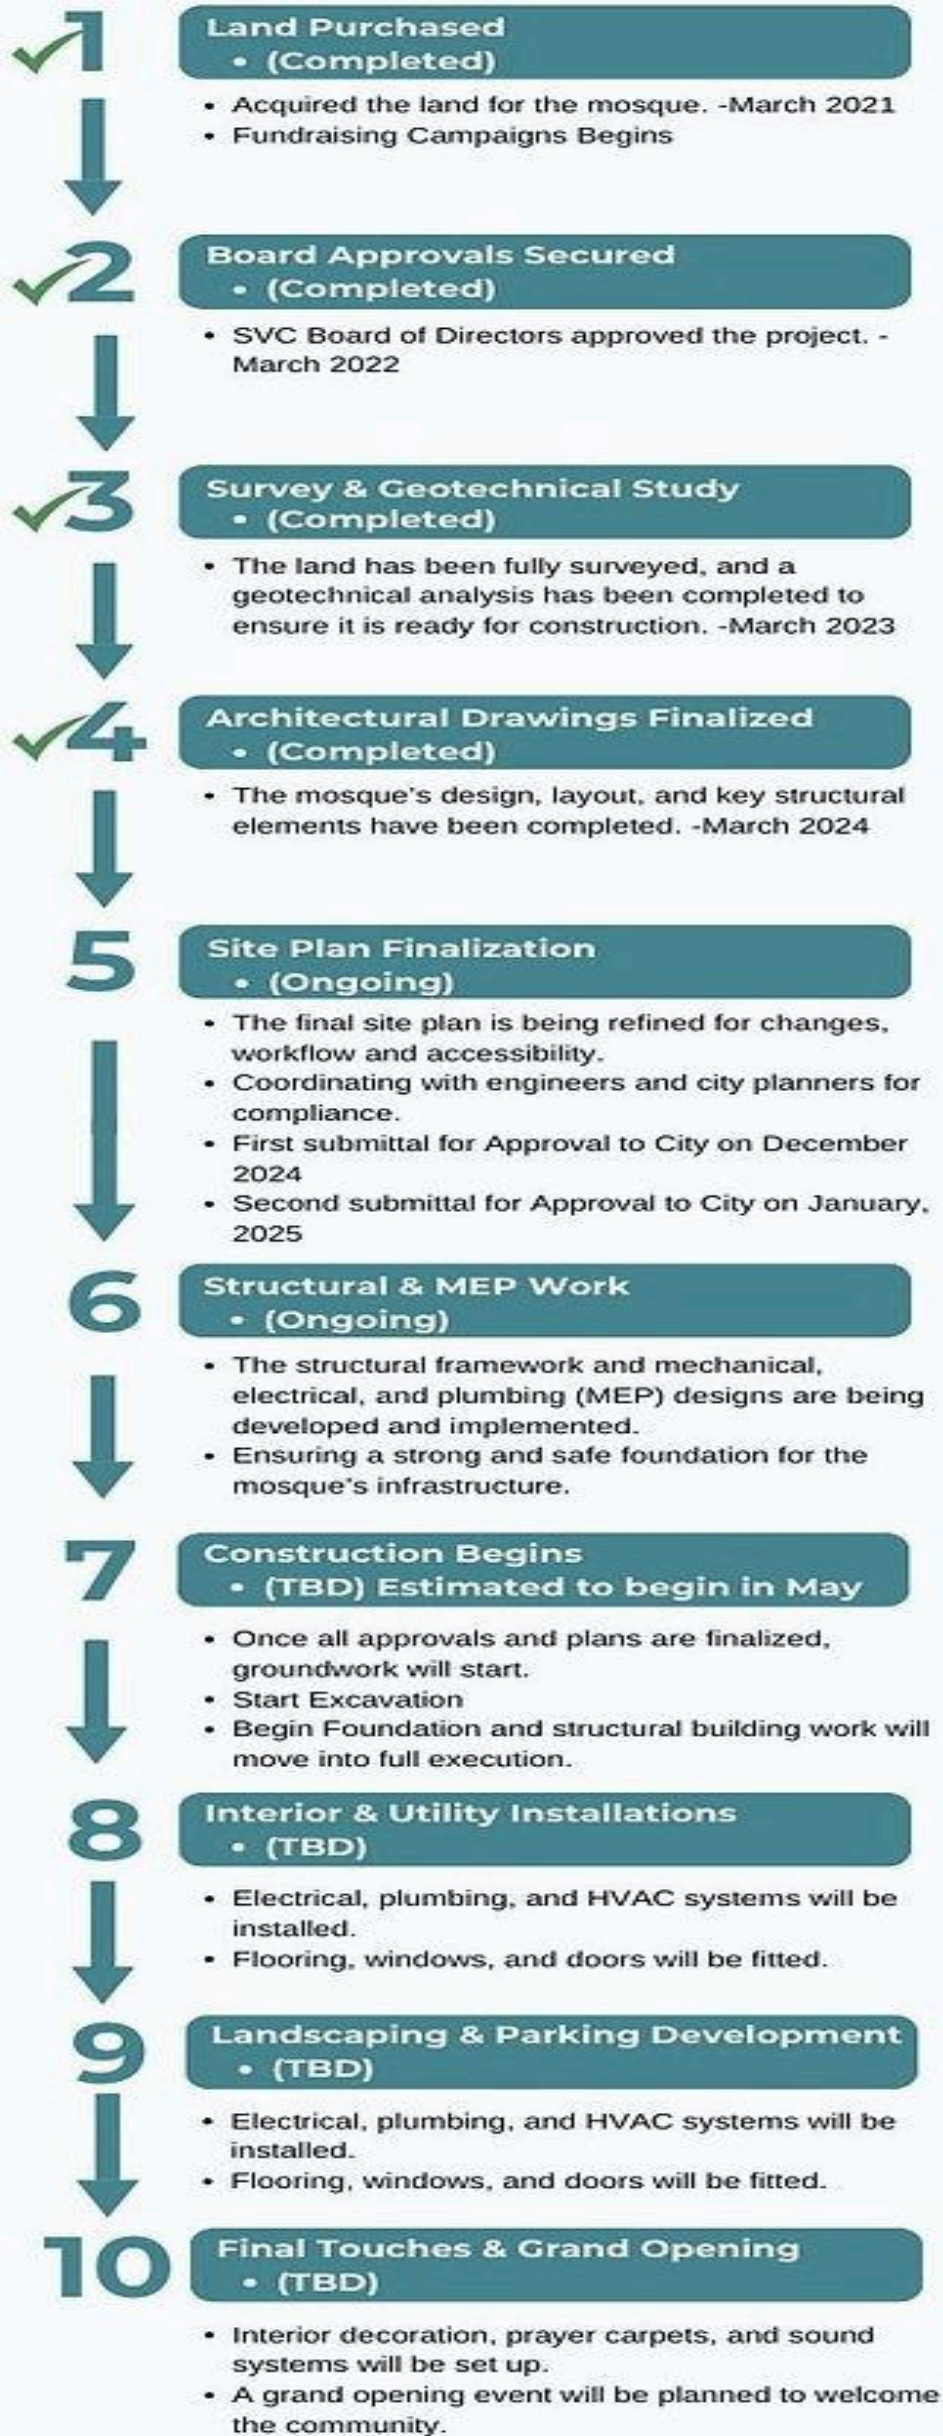 1
Land Purchased
• (Completed)
• Acquired the land for the mosque. -March 2021
• Fundraising Campaigns Begins
2
Board Approvals Secured
• (Completed)
• SVC Board of Directors approved the project. -
March 2022
3
Survey & Geotechnical Study
• (Completed)
• The land has been fully surveyed, and a
geotechnical analysis has been completed to
ensure it is ready for construction. -March 2023
4
Architectural Drawings Finalized
• (Completed)
• The mosque's design, layout, and key structural
elements have been completed. -March 2024
5
Site Plan Finalization
• (Ongoing)
• The final site plan is being refined for changes,
workflow and accessibility.
• Coordinating with engineers and city planners for
compliance.
• First submittal for Approval to City on December
2024
• Second submittal for Approval to City on January,
2025
6
Structural & MEP Work
• (Ongoing)
• The structural framework and mechanical,
electrical, and plumbing (MEP) designs are being
developed and implemented.
• Ensuring a strong and safe foundation for the
mosque's infrastructure.
7
Construction Begins
• (TBD) Estimated to begin in May
• Once all approvals and plans are finalized,
groundwork will start.
• Start Excavation
• Begin Foundation and structural building work will
move into full execution.
8
Interior & Utility Installations
• (TBD)
• Electrical, plumbing, and HVAC systems will be
installed.
• Flooring, windows, and doors will be fitted.
9
Landscaping & Parking Development
• (TBD)
• Electrical, plumbing, and HVAC systems will be
installed.
• Flooring, windows, and doors will be fitted.
10
Final Touches & Grand Opening
• (TBD)
• Interior decoration, prayer carpets, and sound
systems will be set up.
• A grand opening event will be planned to welcome
the community.